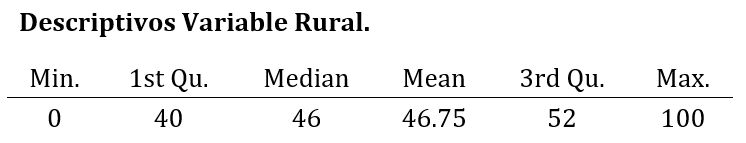 Descriptivos Variable Rural.
Min. 1st Qu. Median Mean 3rd Qu. Max.
0 40 46 46.75 52 100